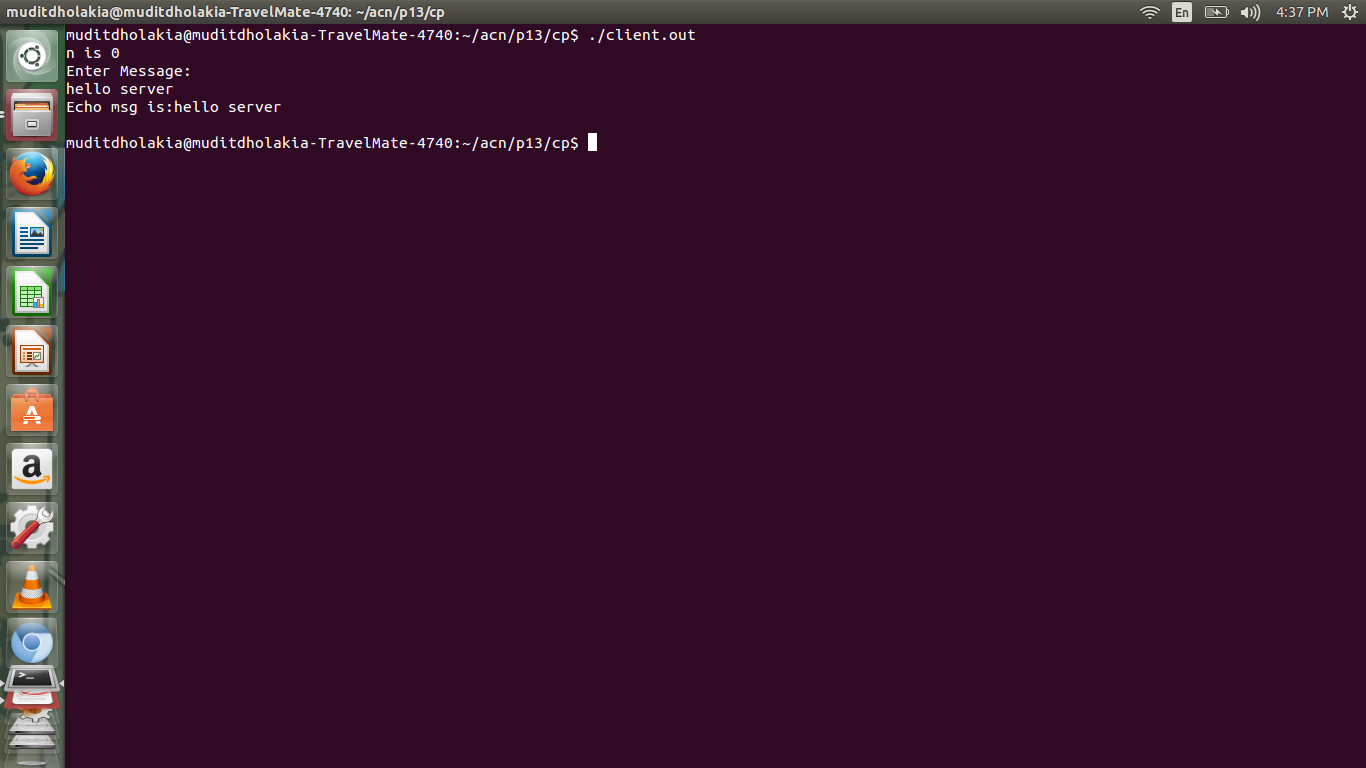 muditdholakia@muditdholakia-TravelMate-4740: ~/acn/p13/cp
En
4:37 PM
muditdholakia@muditdholakia-TravelMate-4740:~/acn/p13/cp$ ./client.out
n is 0
Enter Message:
hello server
Echo msg is:hello server
muditdholakia@muditdholakia-TravelMate-4740:~/acn/p13/cp$